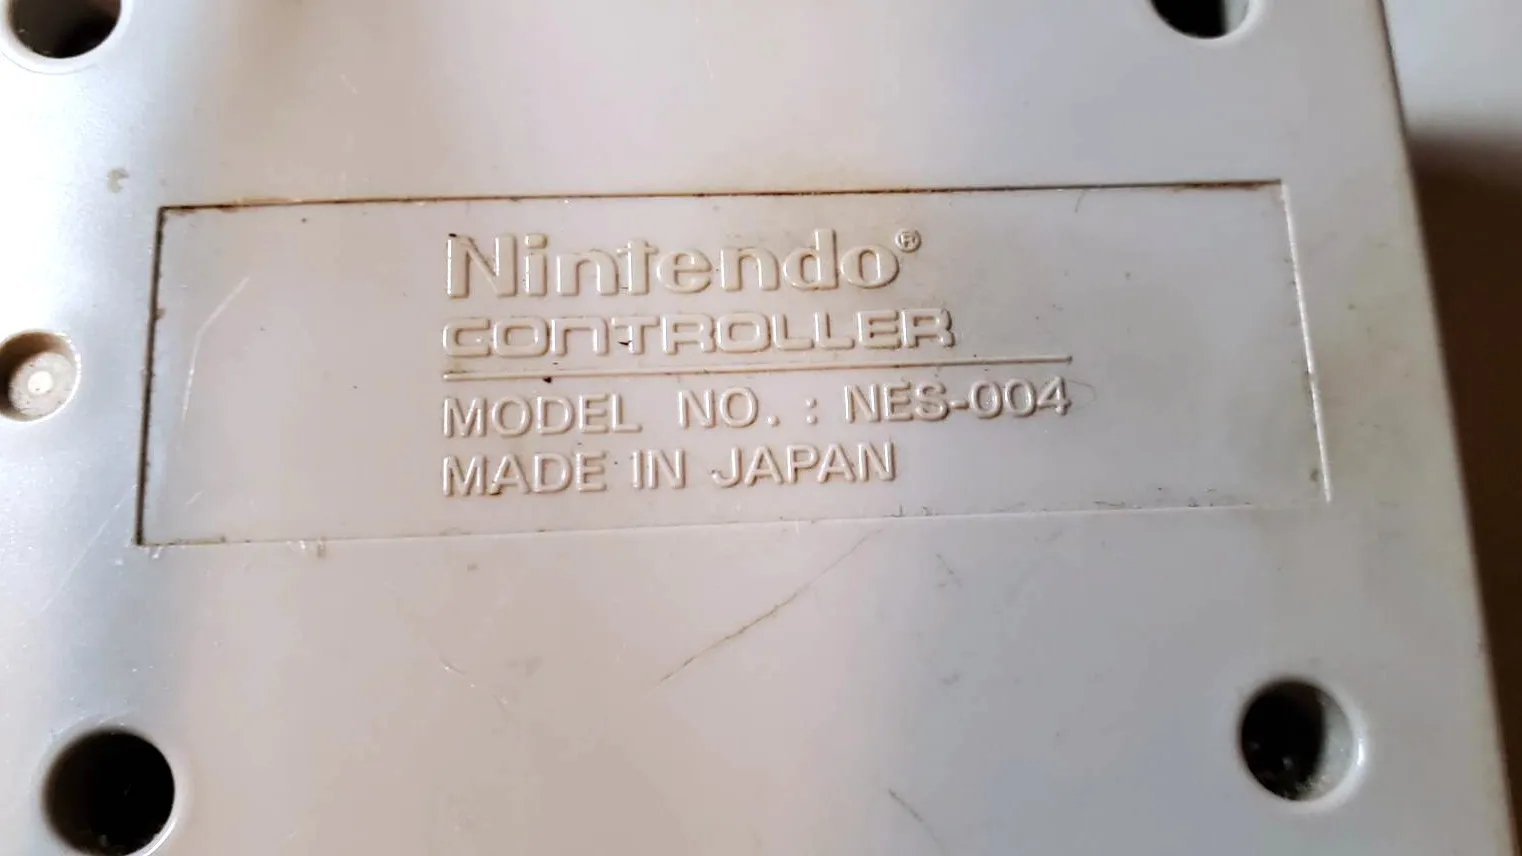 Nintendo®
CONTROLLER
MODEL NO. : NES-004
MADE IN JAPAN